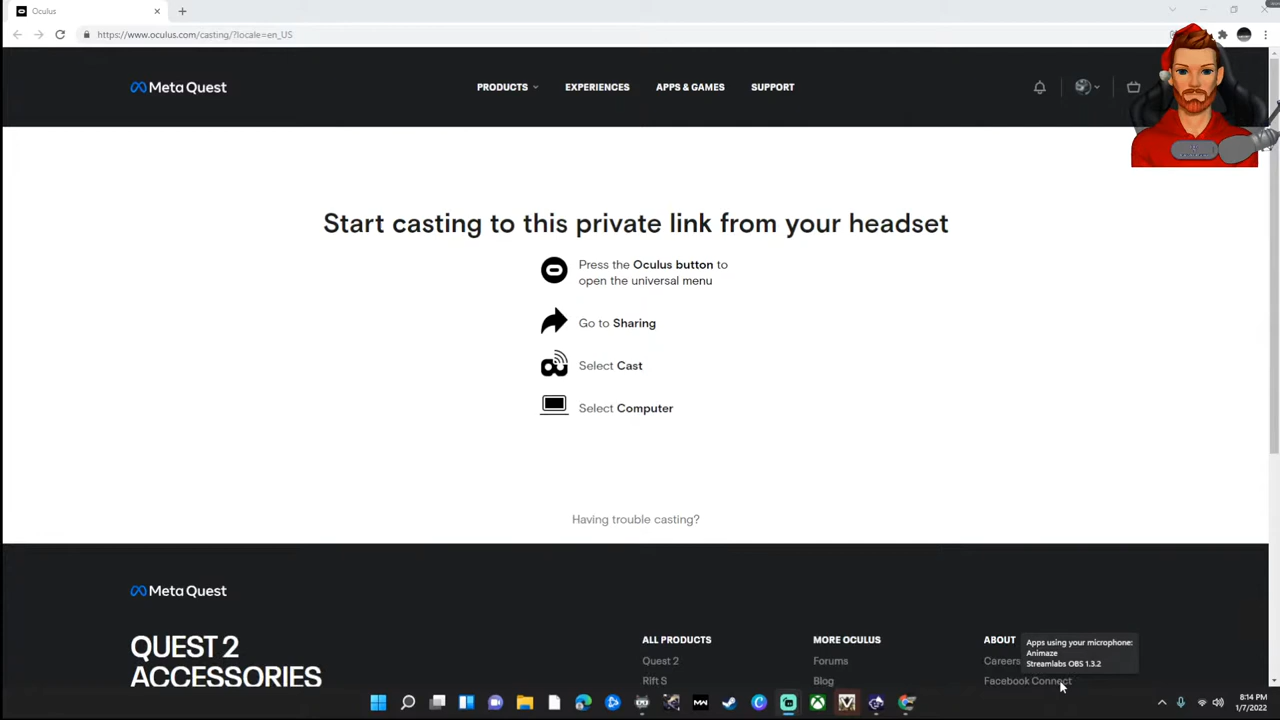 Oculus
https://www.oculus.com/casting/?locale=en_US
Meta Quest
PRODUCTS
EXPERIENCES
APPS & GAMES
SUPPORT
Start casting to this private link from your headset
Press the Oculus button to
open the universal menu
Go to Sharing
Select Cast
Select Computer
Having trouble casting?
Meta Quest
QUEST 2
ACCESSORIES
ALL PRODUCTS
Quest 2
Rift S
MORE OCULUS
Forums
Blog
ABOUT
Careers
Facebook Connect
Apps using your microphone:
Animaze
Streamlabs OBS 1.3.2
8:14 PM
1/7/2022